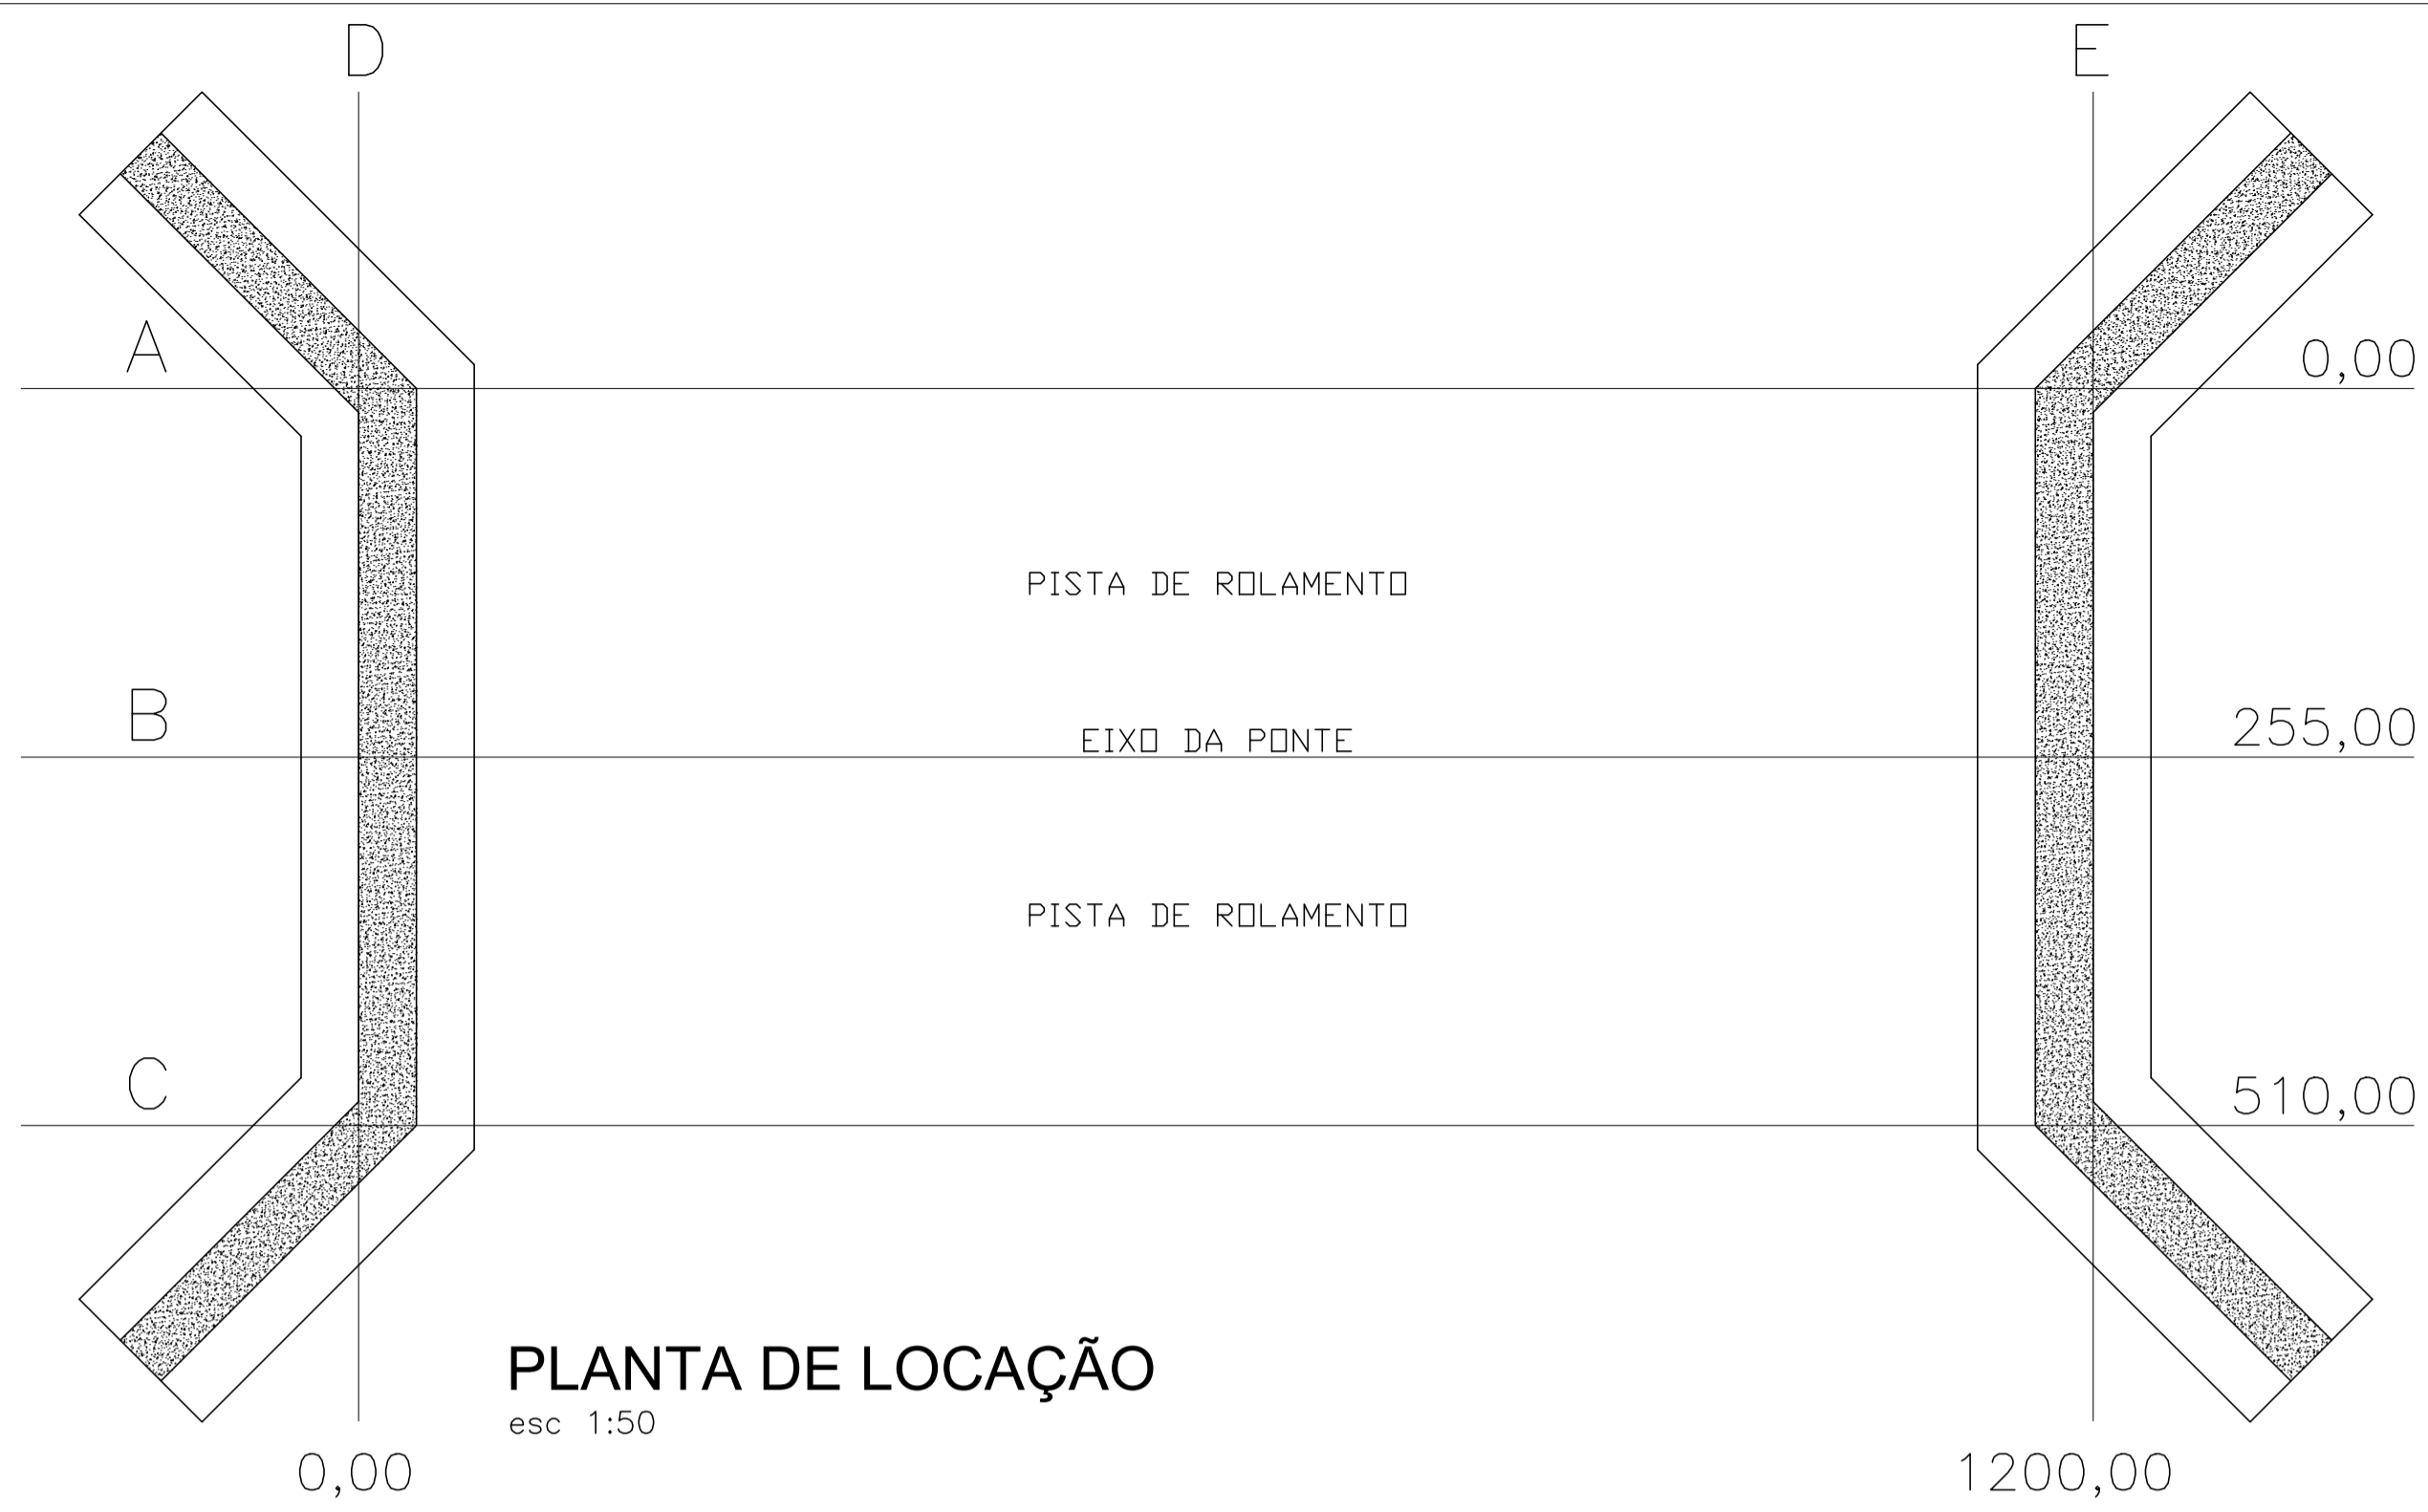 D E
A 0,00
PISTA DE ROLAMENTO
B EIXO DA PONTE 255,00
PISTA DE ROLAMENTO
C 510,00
PLANTA DE LOCAÇÃO
esc 1:50
0,00 1200,00